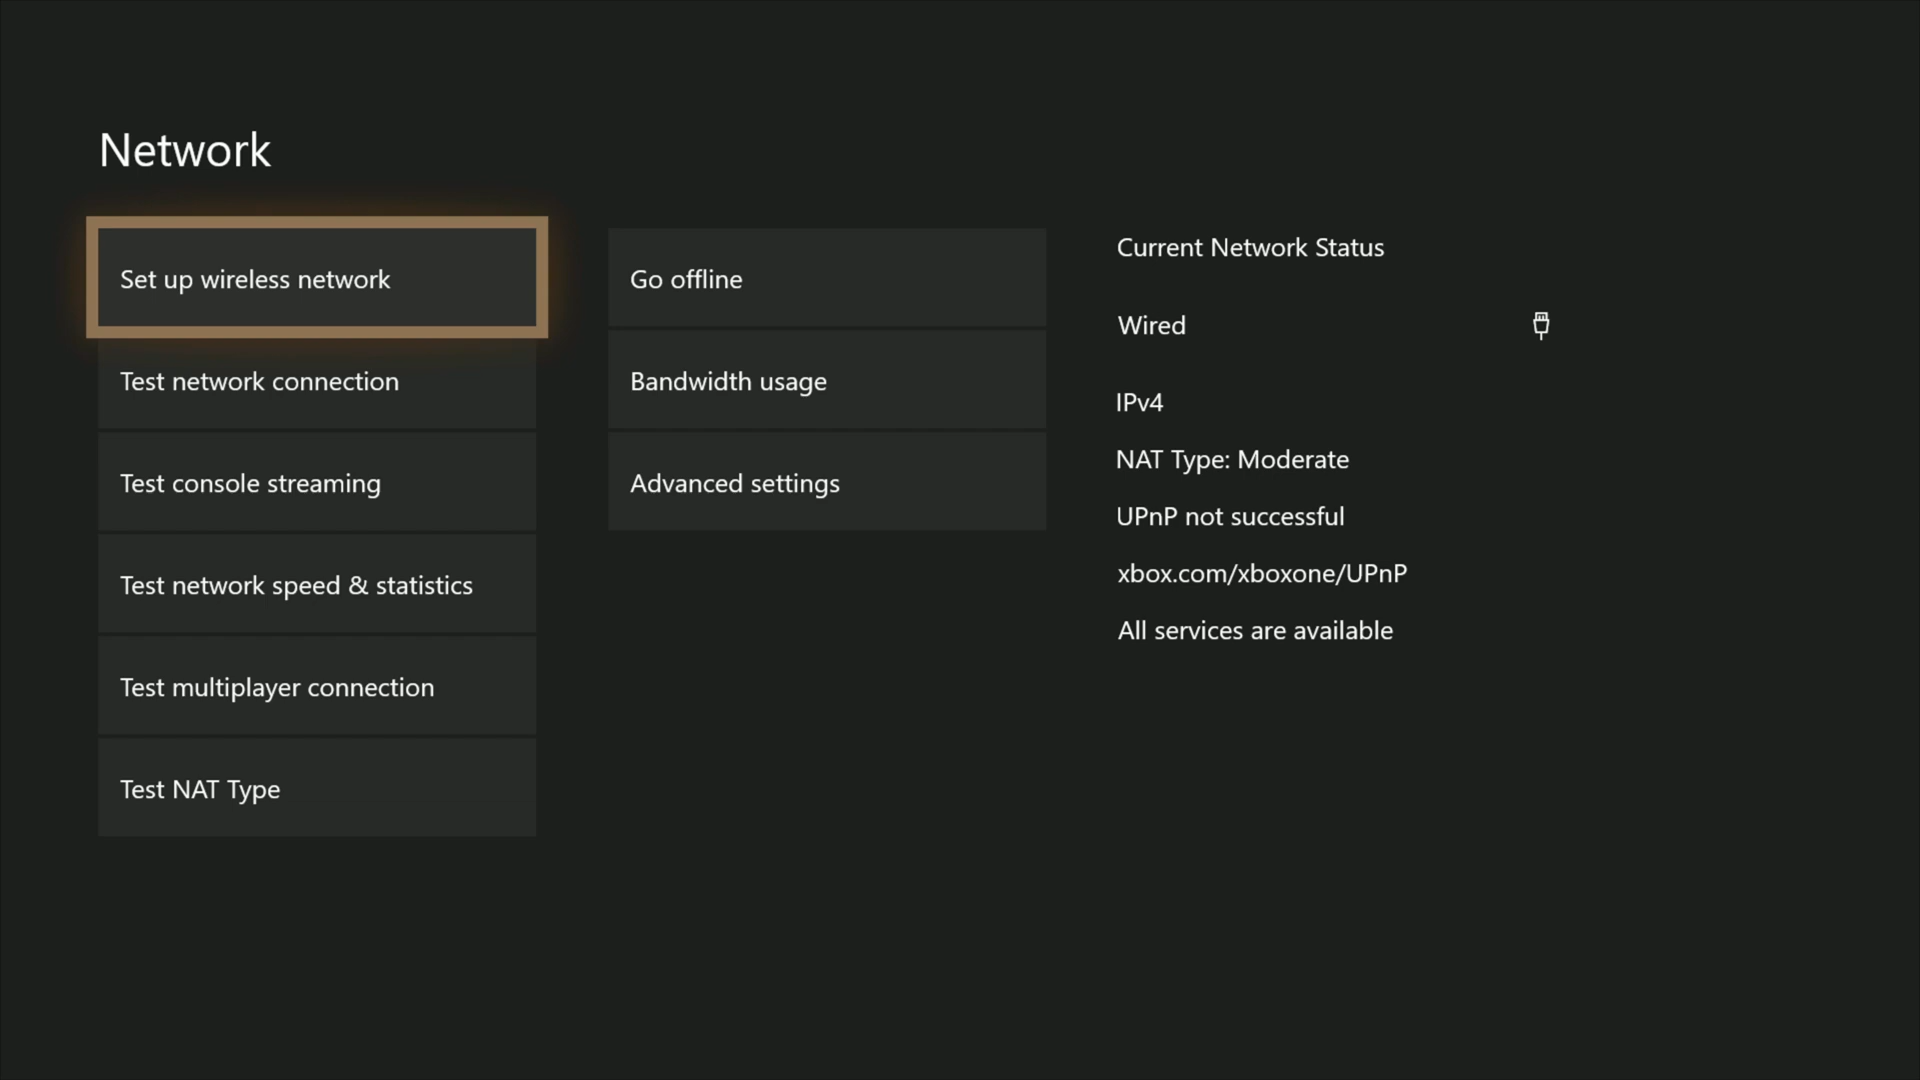 Network
Set up wireless network
Test network connection
Test console streaming
Test network speed & statistics
Test multiplayer connection
Test NAT Type
Go offline
Bandwidth usage
Advanced settings
Current Network Status
Wired
IPv4
NAT Type: Moderate
UPnP not successful
xbox.com/xboxone/UPnP
All services are available